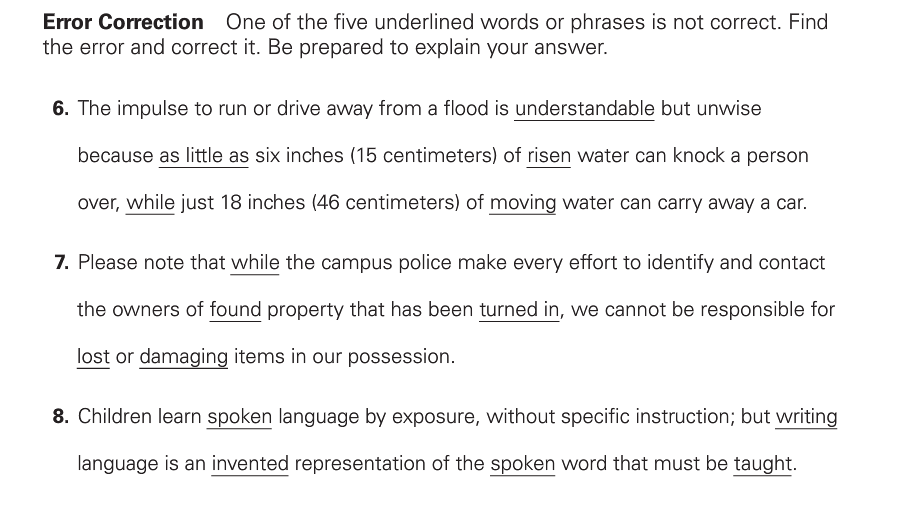 Error Correction One of the five underlined words or phrases is not correct. Find
the error and correct it. Be prepared to explain your answer.
6. The impulse to run or drive away from a flood is understandable but unwise
because as little as six inches (15 centimeters) of risen water can knock a person
over, while just 18 inches (46 centimeters) of moving water can carry away a car.
7. Please note that while the campus police make every effort to identify and contact
the owners of found property that has been turned in, we cannot be responsible for
lost or damaging items in our possession.
8. Children learn spoken language by exposure, without specific instruction; but writing
language is an invented representation of the spoken word that must be taught.